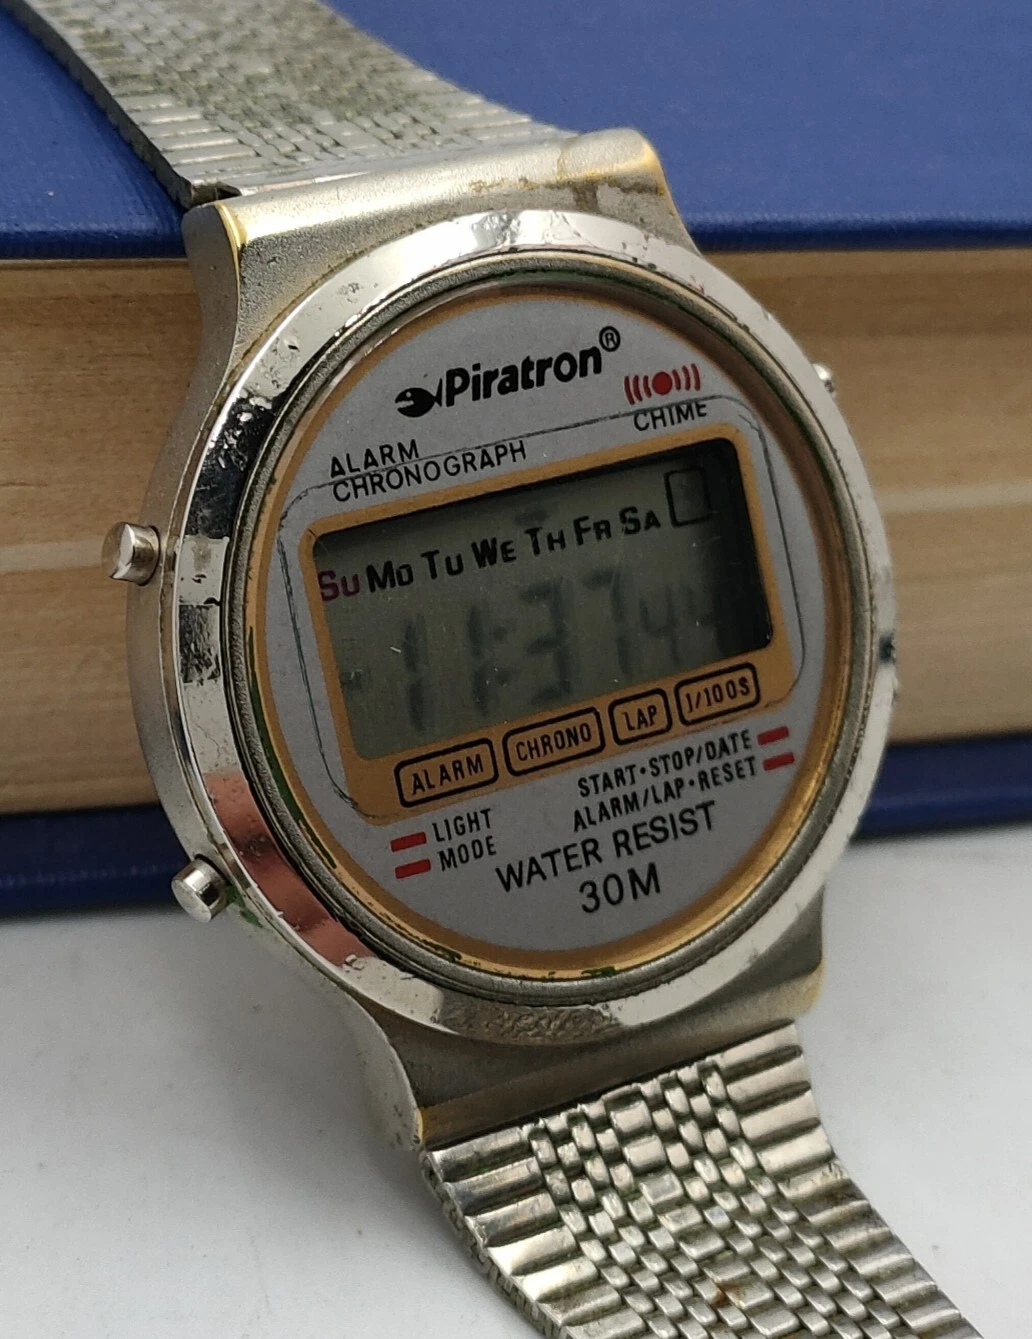 Piratron®
CHIME
ALARM
CHRONOGRAPH
SU MO TU WE TH FR SA
11:37 44
ALARM CHRONO LAP 1/100S
START·STOP/DATE
ALARM/LAP·RESET
LIGHT
MODE
WATER RESIST
30M